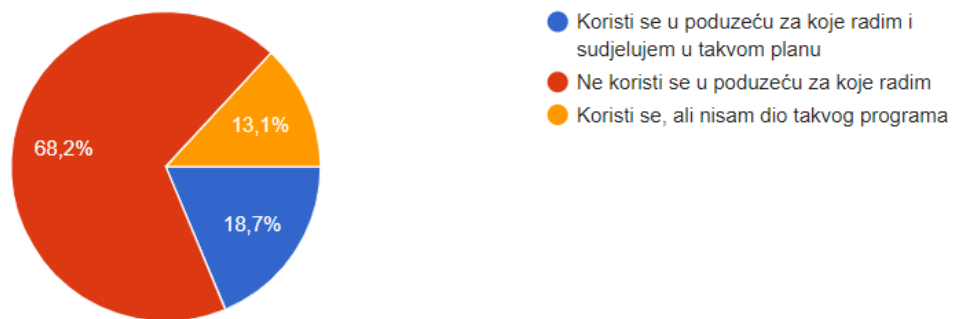 Koristi se u poduzeću za koje radim i
sudjelujem u takvom planu
Ne koristi se u poduzeću za koje radim
Koristi se, ali nisam dio takvog programa
13,1%
68,2%
18,7%